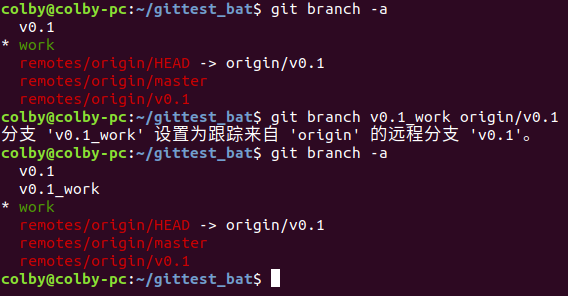 colby@colby-pc:~/gittest_bat$ git branch -a
  v0.1
* work
  remotes/origin/HEAD -> origin/v0.1
  remotes/origin/master
  remotes/origin/v0.1
colby@colby-pc:~/gittest_bat$ git branch v0.1_work origin/v0.1
分支 'v0.1_work' 设置为跟踪来自 'origin' 的远程分支 'v0.1'。
colby@colby-pc:~/gittest_bat$ git branch -a
  v0.1
  v0.1_work
* work
  remotes/origin/HEAD -> origin/v0.1
  remotes/origin/master
  remotes/origin/v0.1
colby@colby-pc:~/gittest_bat$